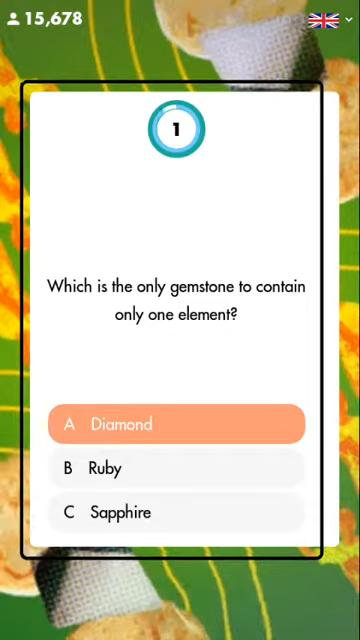 15,678
1
Which is the only gemstone to contain
only one element?
A Diamond
B Ruby
C Sapphire